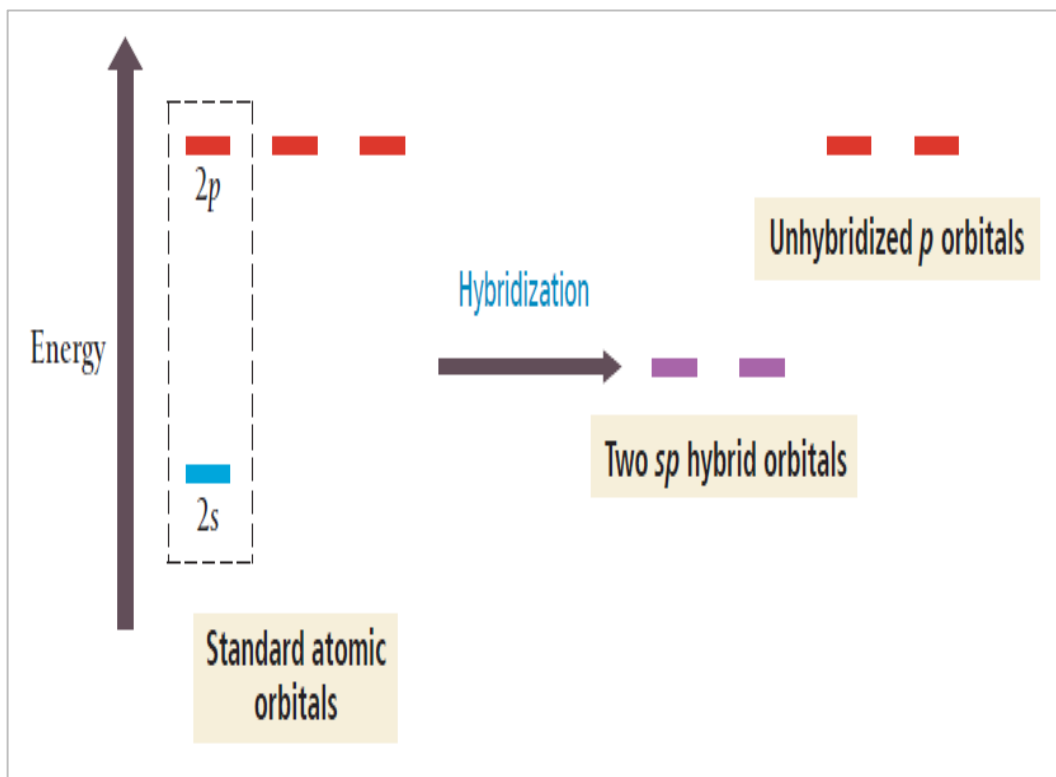 2p
Unhybridized p orbitals
Hybridization
Energy
Two sp hybrid orbitals
2s
Standard atomic
orbitals